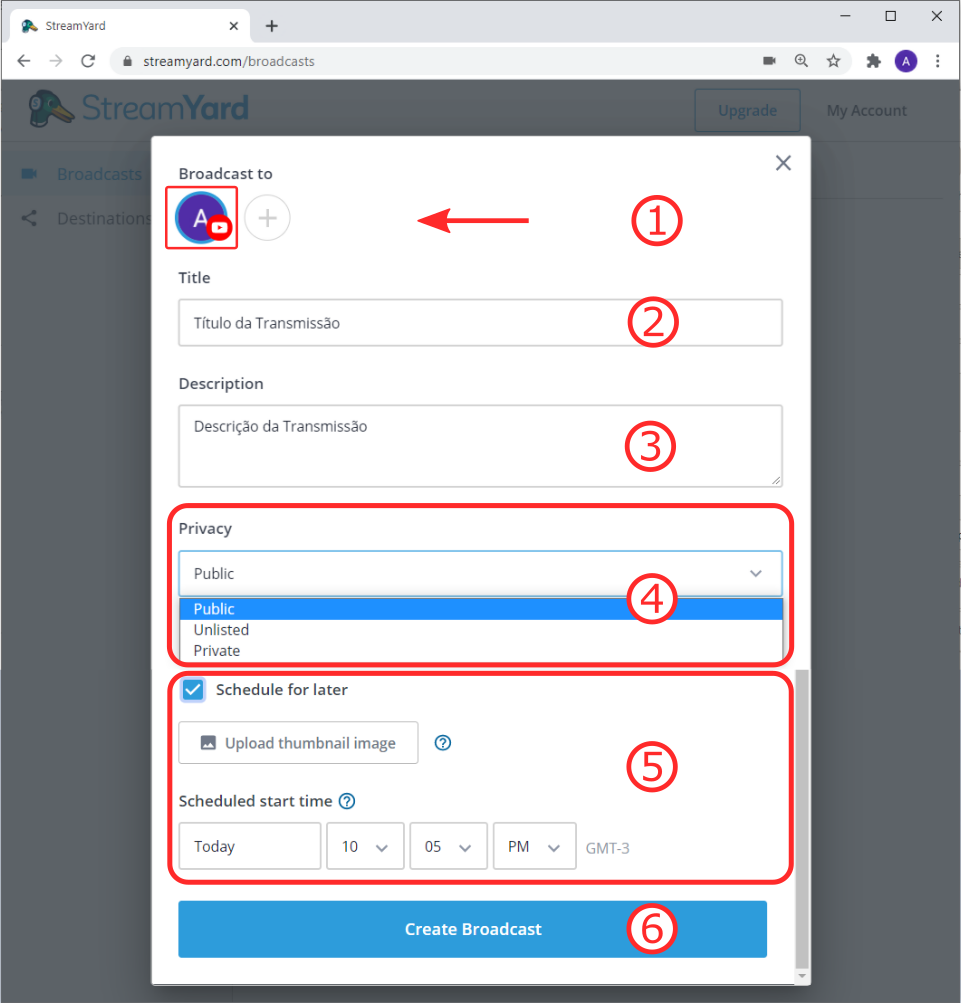 StreamYard
streamyard.com/broadcasts
A
StreamYard
Upgrade
My Account
Broadcasts
Destinations
Broadcast to
A
1
Title
Título da Transmissão
2
Description
Descrição da Transmissão
3
Privacy
Public
4
Public
Unlisted
Private
Schedule for later
Upload thumbnail image ?
5
Scheduled start time ?
Today 10 05 PM GMT-3
Create Broadcast
6